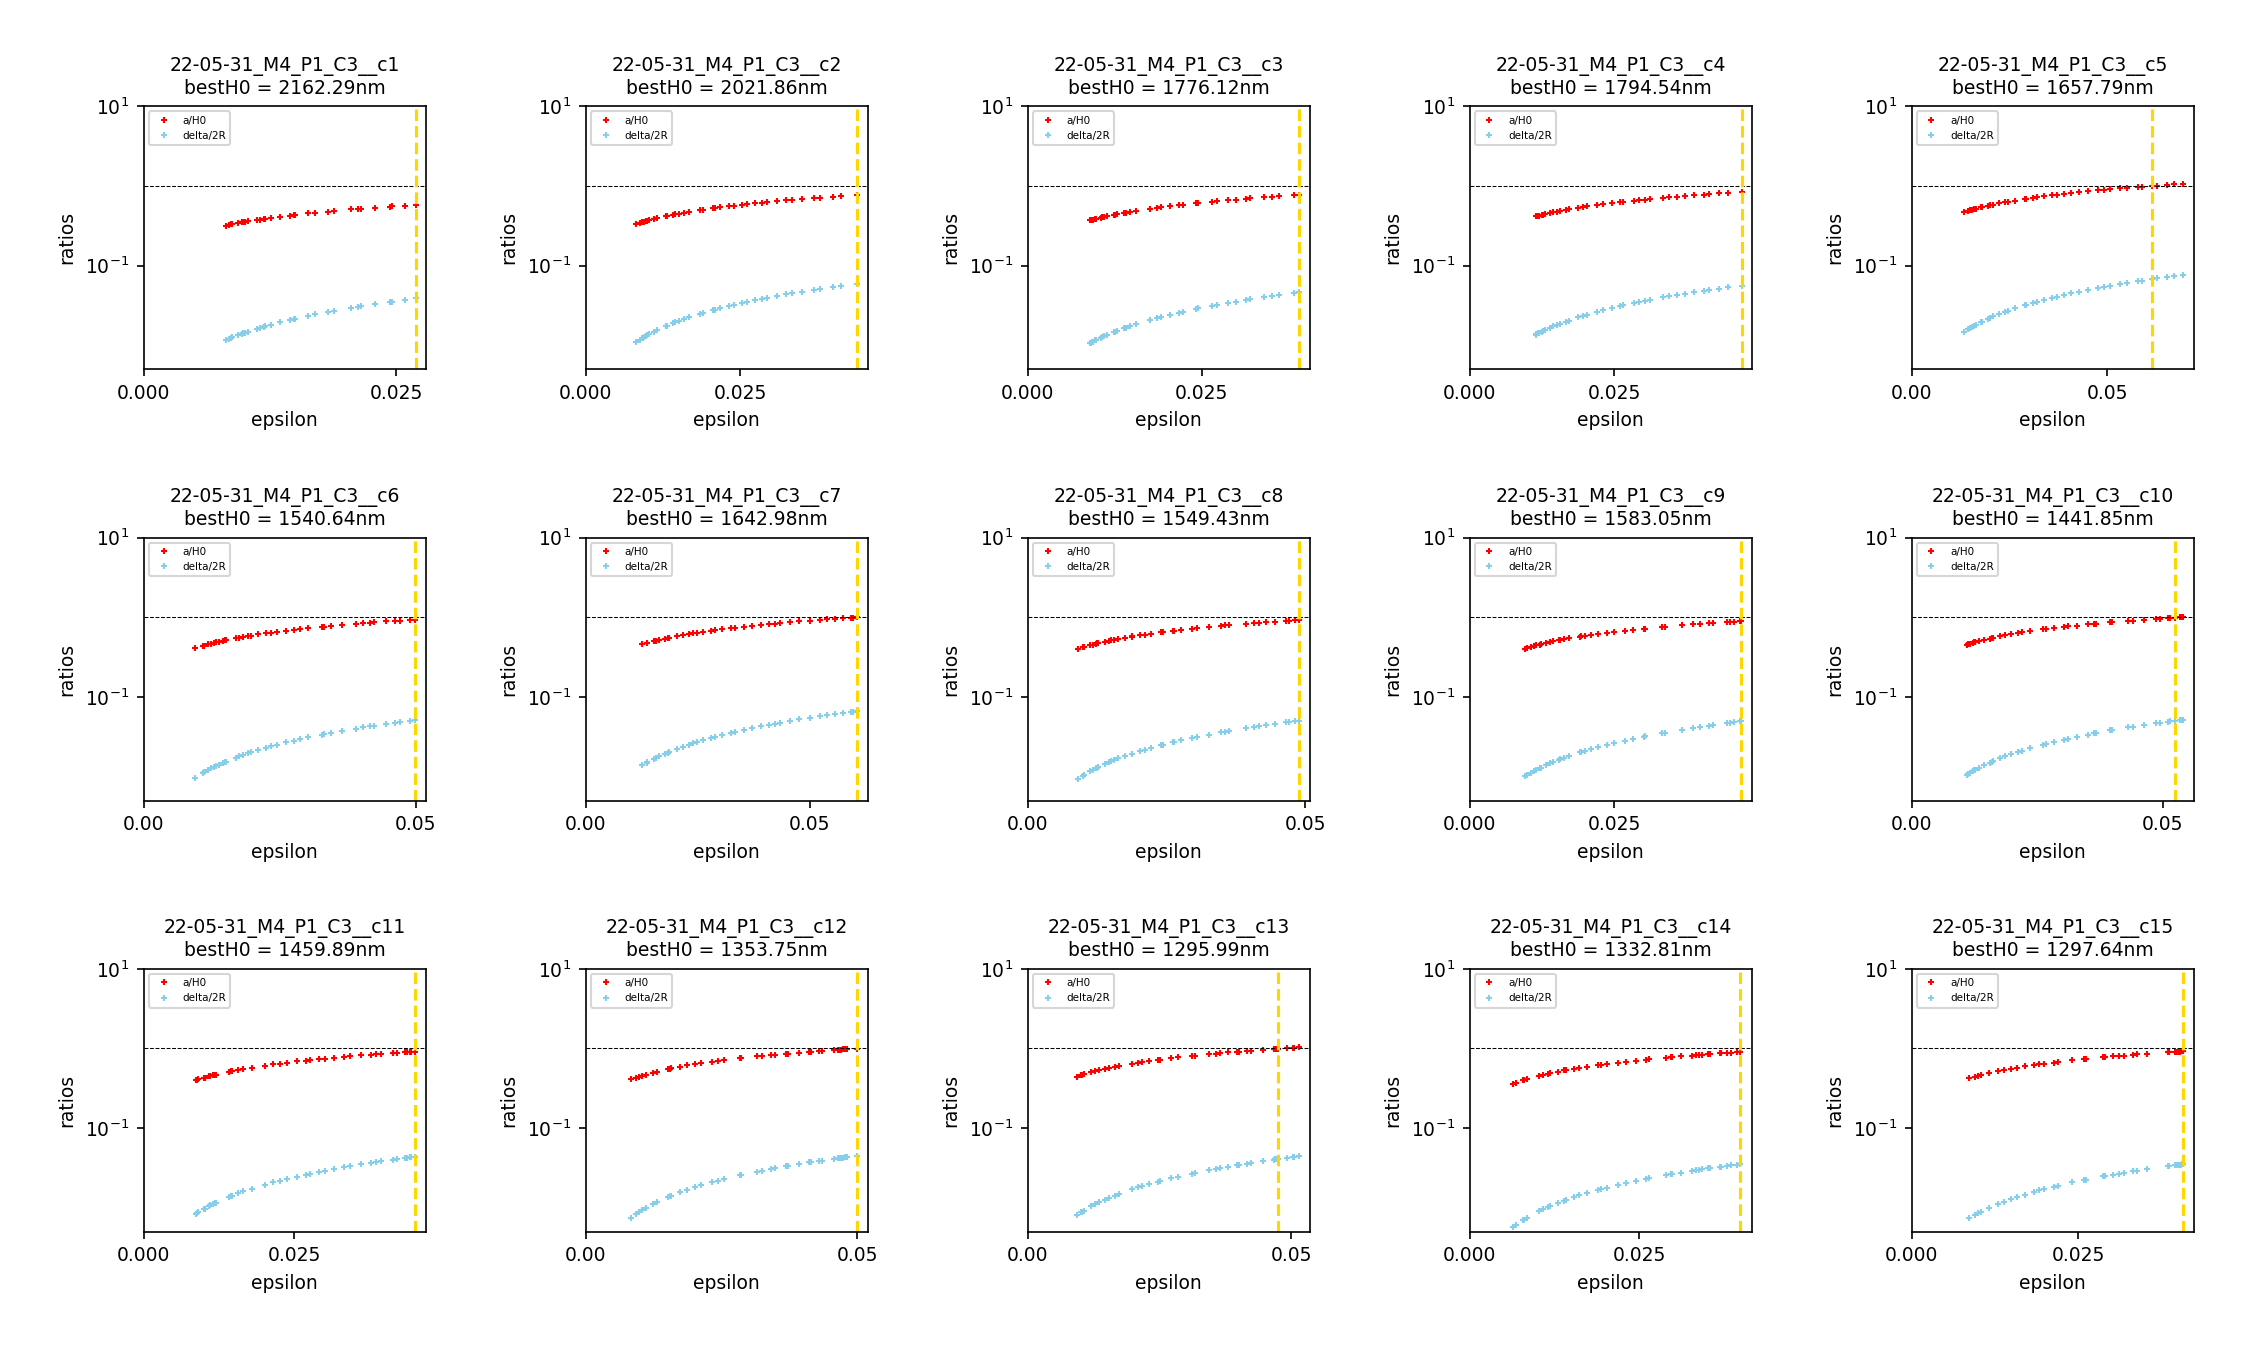 22-05-31_M4_P1_C3__c1
bestH0 = 2162.29nm
10^1
a/H0
delta/2R
ratios
10^−1
0.000 0.025
epsilon
22-05-31_M4_P1_C3__c2
bestH0 = 2021.86nm
10^1
a/H0
delta/2R
ratios
10^−1
0.000 0.025
epsilon
22-05-31_M4_P1_C3__c3
bestH0 = 1776.12nm
10^1
a/H0
delta/2R
ratios
10^−1
0.000 0.025
epsilon
22-05-31_M4_P1_C3__c4
bestH0 = 1794.54nm
10^1
a/H0
delta/2R
ratios
10^−1
0.000 0.025
epsilon
22-05-31_M4_P1_C3__c5
bestH0 = 1657.79nm
10^1
a/H0
delta/2R
ratios
10^−1
0.00 0.05
epsilon
22-05-31_M4_P1_C3__c6
bestH0 = 1540.64nm
10^1
a/H0
delta/2R
ratios
10^−1
0.00 0.05
epsilon
22-05-31_M4_P1_C3__c7
bestH0 = 1642.98nm
10^1
a/H0
delta/2R
ratios
10^−1
0.00 0.05
epsilon
22-05-31_M4_P1_C3__c8
bestH0 = 1549.43nm
10^1
a/H0
delta/2R
ratios
10^−1
0.00 0.05
epsilon
22-05-31_M4_P1_C3__c9
bestH0 = 1583.05nm
10^1
a/H0
delta/2R
ratios
10^−1
0.000 0.025
epsilon
22-05-31_M4_P1_C3__c10
bestH0 = 1441.85nm
10^1
a/H0
delta/2R
ratios
10^−1
0.00 0.05
epsilon
22-05-31_M4_P1_C3__c11
bestH0 = 1459.89nm
10^1
a/H0
delta/2R
ratios
10^−1
0.000 0.025
epsilon
22-05-31_M4_P1_C3__c12
bestH0 = 1353.75nm
10^1
a/H0
delta/2R
ratios
10^−1
0.00 0.05
epsilon
22-05-31_M4_P1_C3__c13
bestH0 = 1295.99nm
10^1
a/H0
delta/2R
ratios
10^−1
0.00 0.05
epsilon
22-05-31_M4_P1_C3__c14
bestH0 = 1332.81nm
10^1
a/H0
delta/2R
ratios
10^−1
0.000 0.025
epsilon
22-05-31_M4_P1_C3__c15
bestH0 = 1297.64nm
10^1
a/H0
delta/2R
ratios
10^−1
0.000 0.025
epsilon